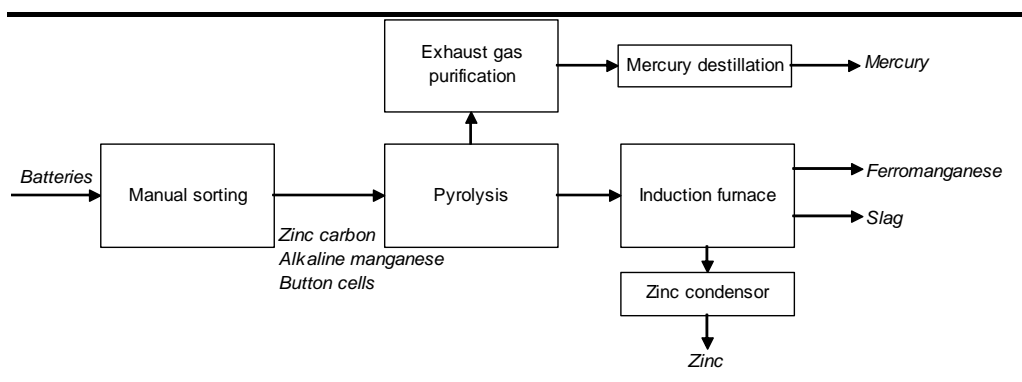 Exhaust gas
purification
Mercury destillation
Mercury
Batteries
Manual sorting
Pyrolysis
Induction furnace
Ferromanganese
Slag
Zinc carbon
Alkaline manganese
Button cells
Zinc condensor
Zinc